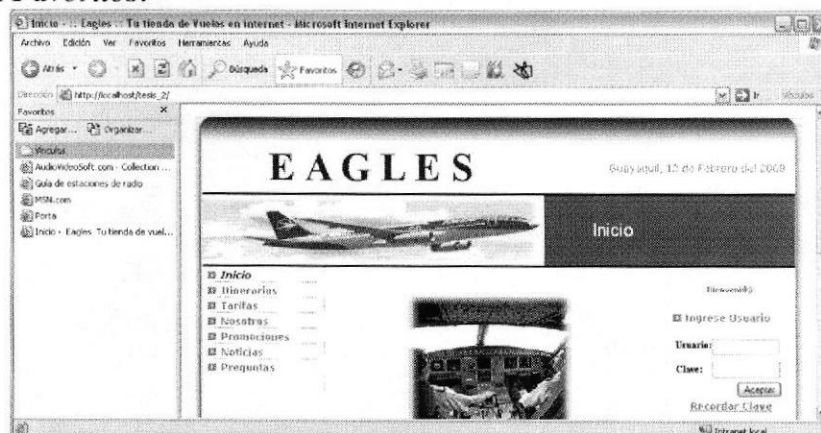 Favoritos.
Inicio - :: Eagles :: Tu tienda de Vuelos en internet - Microsoft Internet Explorer
Archivo Edición Ver Favoritos Herramientas Ayuda
Atrás Búsqueda Favoritos
Dirección http://localhost/tesis_2/ Ir Vínculos
Favoritos x
Agregar... Organizar...
Vínculos
AudioVideoSoft.com - Collection ...
Guía de estaciones de radio
MSN.com
Porta
Inicio - Eagles Tu tienda de vuel...
EAGLES
Guayaquil, 12 de Febrero del 2009
Inicio
Inicio
Itinerarios
Tarifas
Nosotros
Promociones
Noticias
Preguntas
Bienvenid@
Ingrese Usuario
Usuario:
Clave:
Aceptar
Recordar Clave
Intranet local